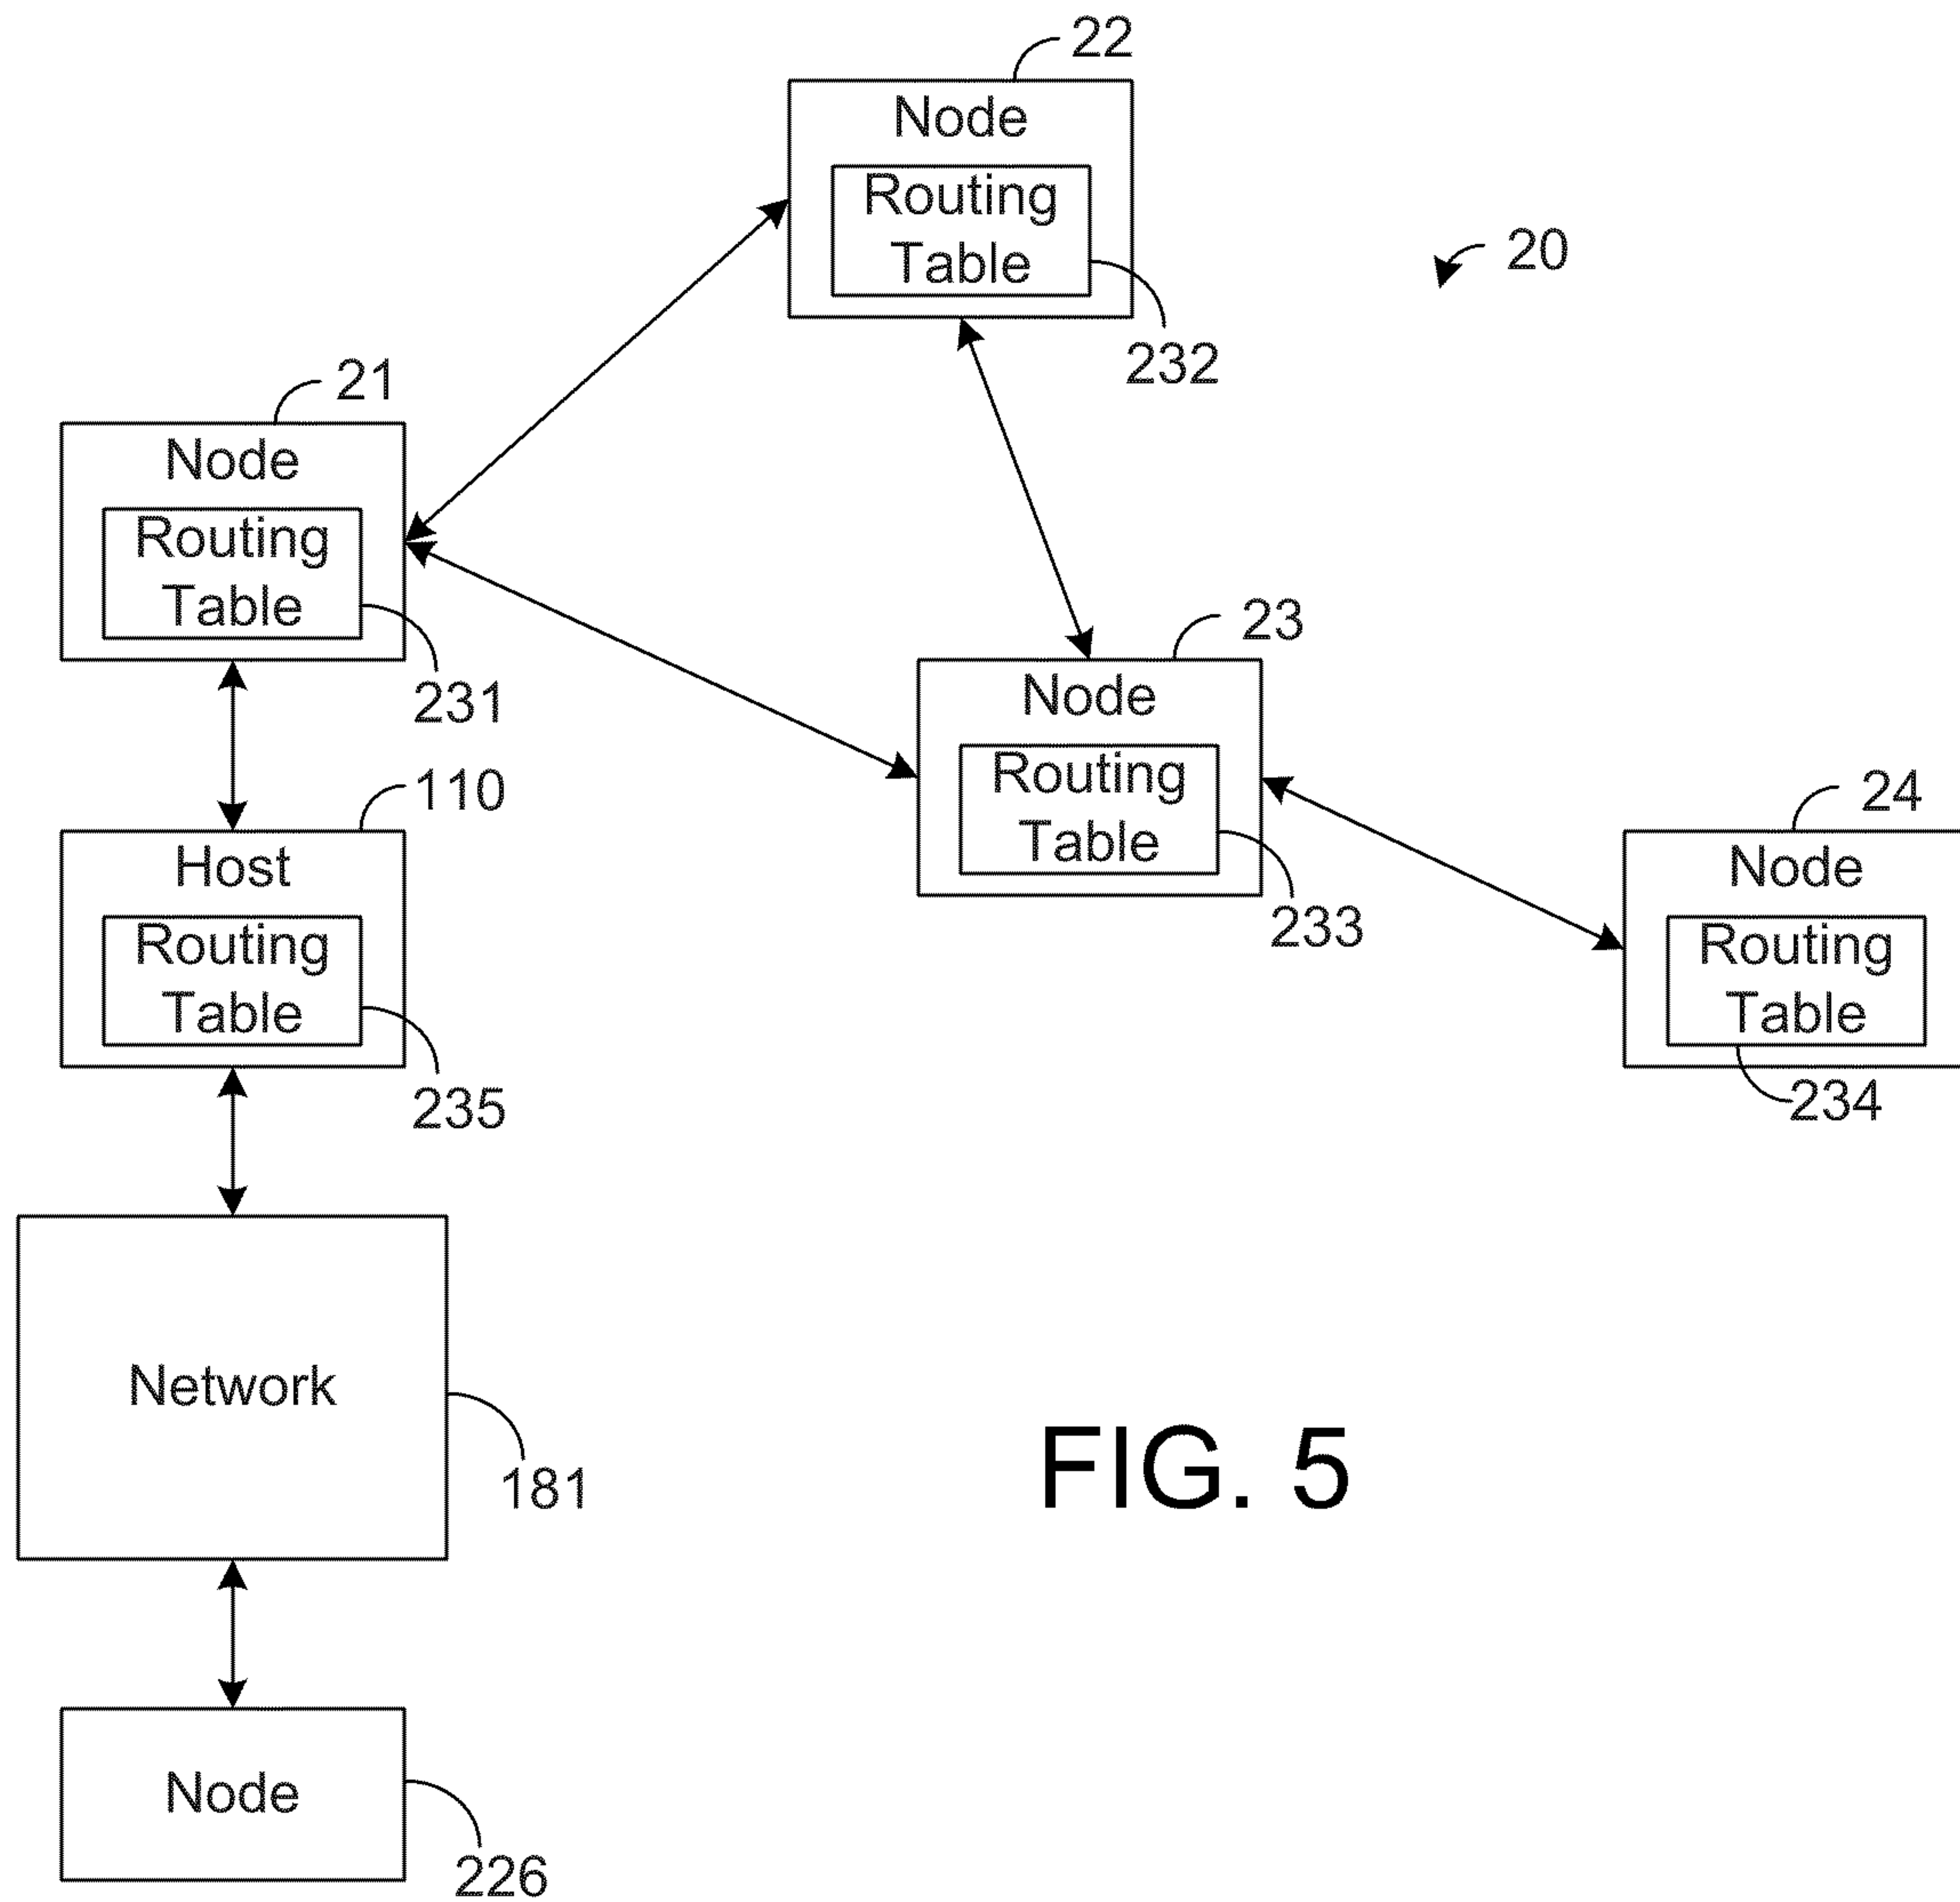 22
Node
Routing
Table
232
20
21
Node
Routing
Table
231
23
Node
Routing
Table
233
110
Host
Routing
Table
235
24
Node
Routing
Table
234
Network
181
FIG. 5
Node
226